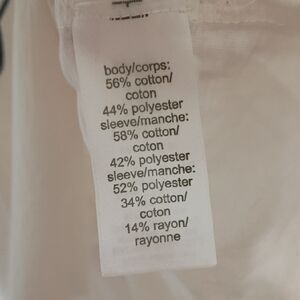 body/corps:
56% cotton/
coton
44% polyester
sleeve/manche:
58% cotton/
coton
42% polyester
sleeve/manche:
52% polyester
34% cotton/
coton
14% rayon/
rayonne